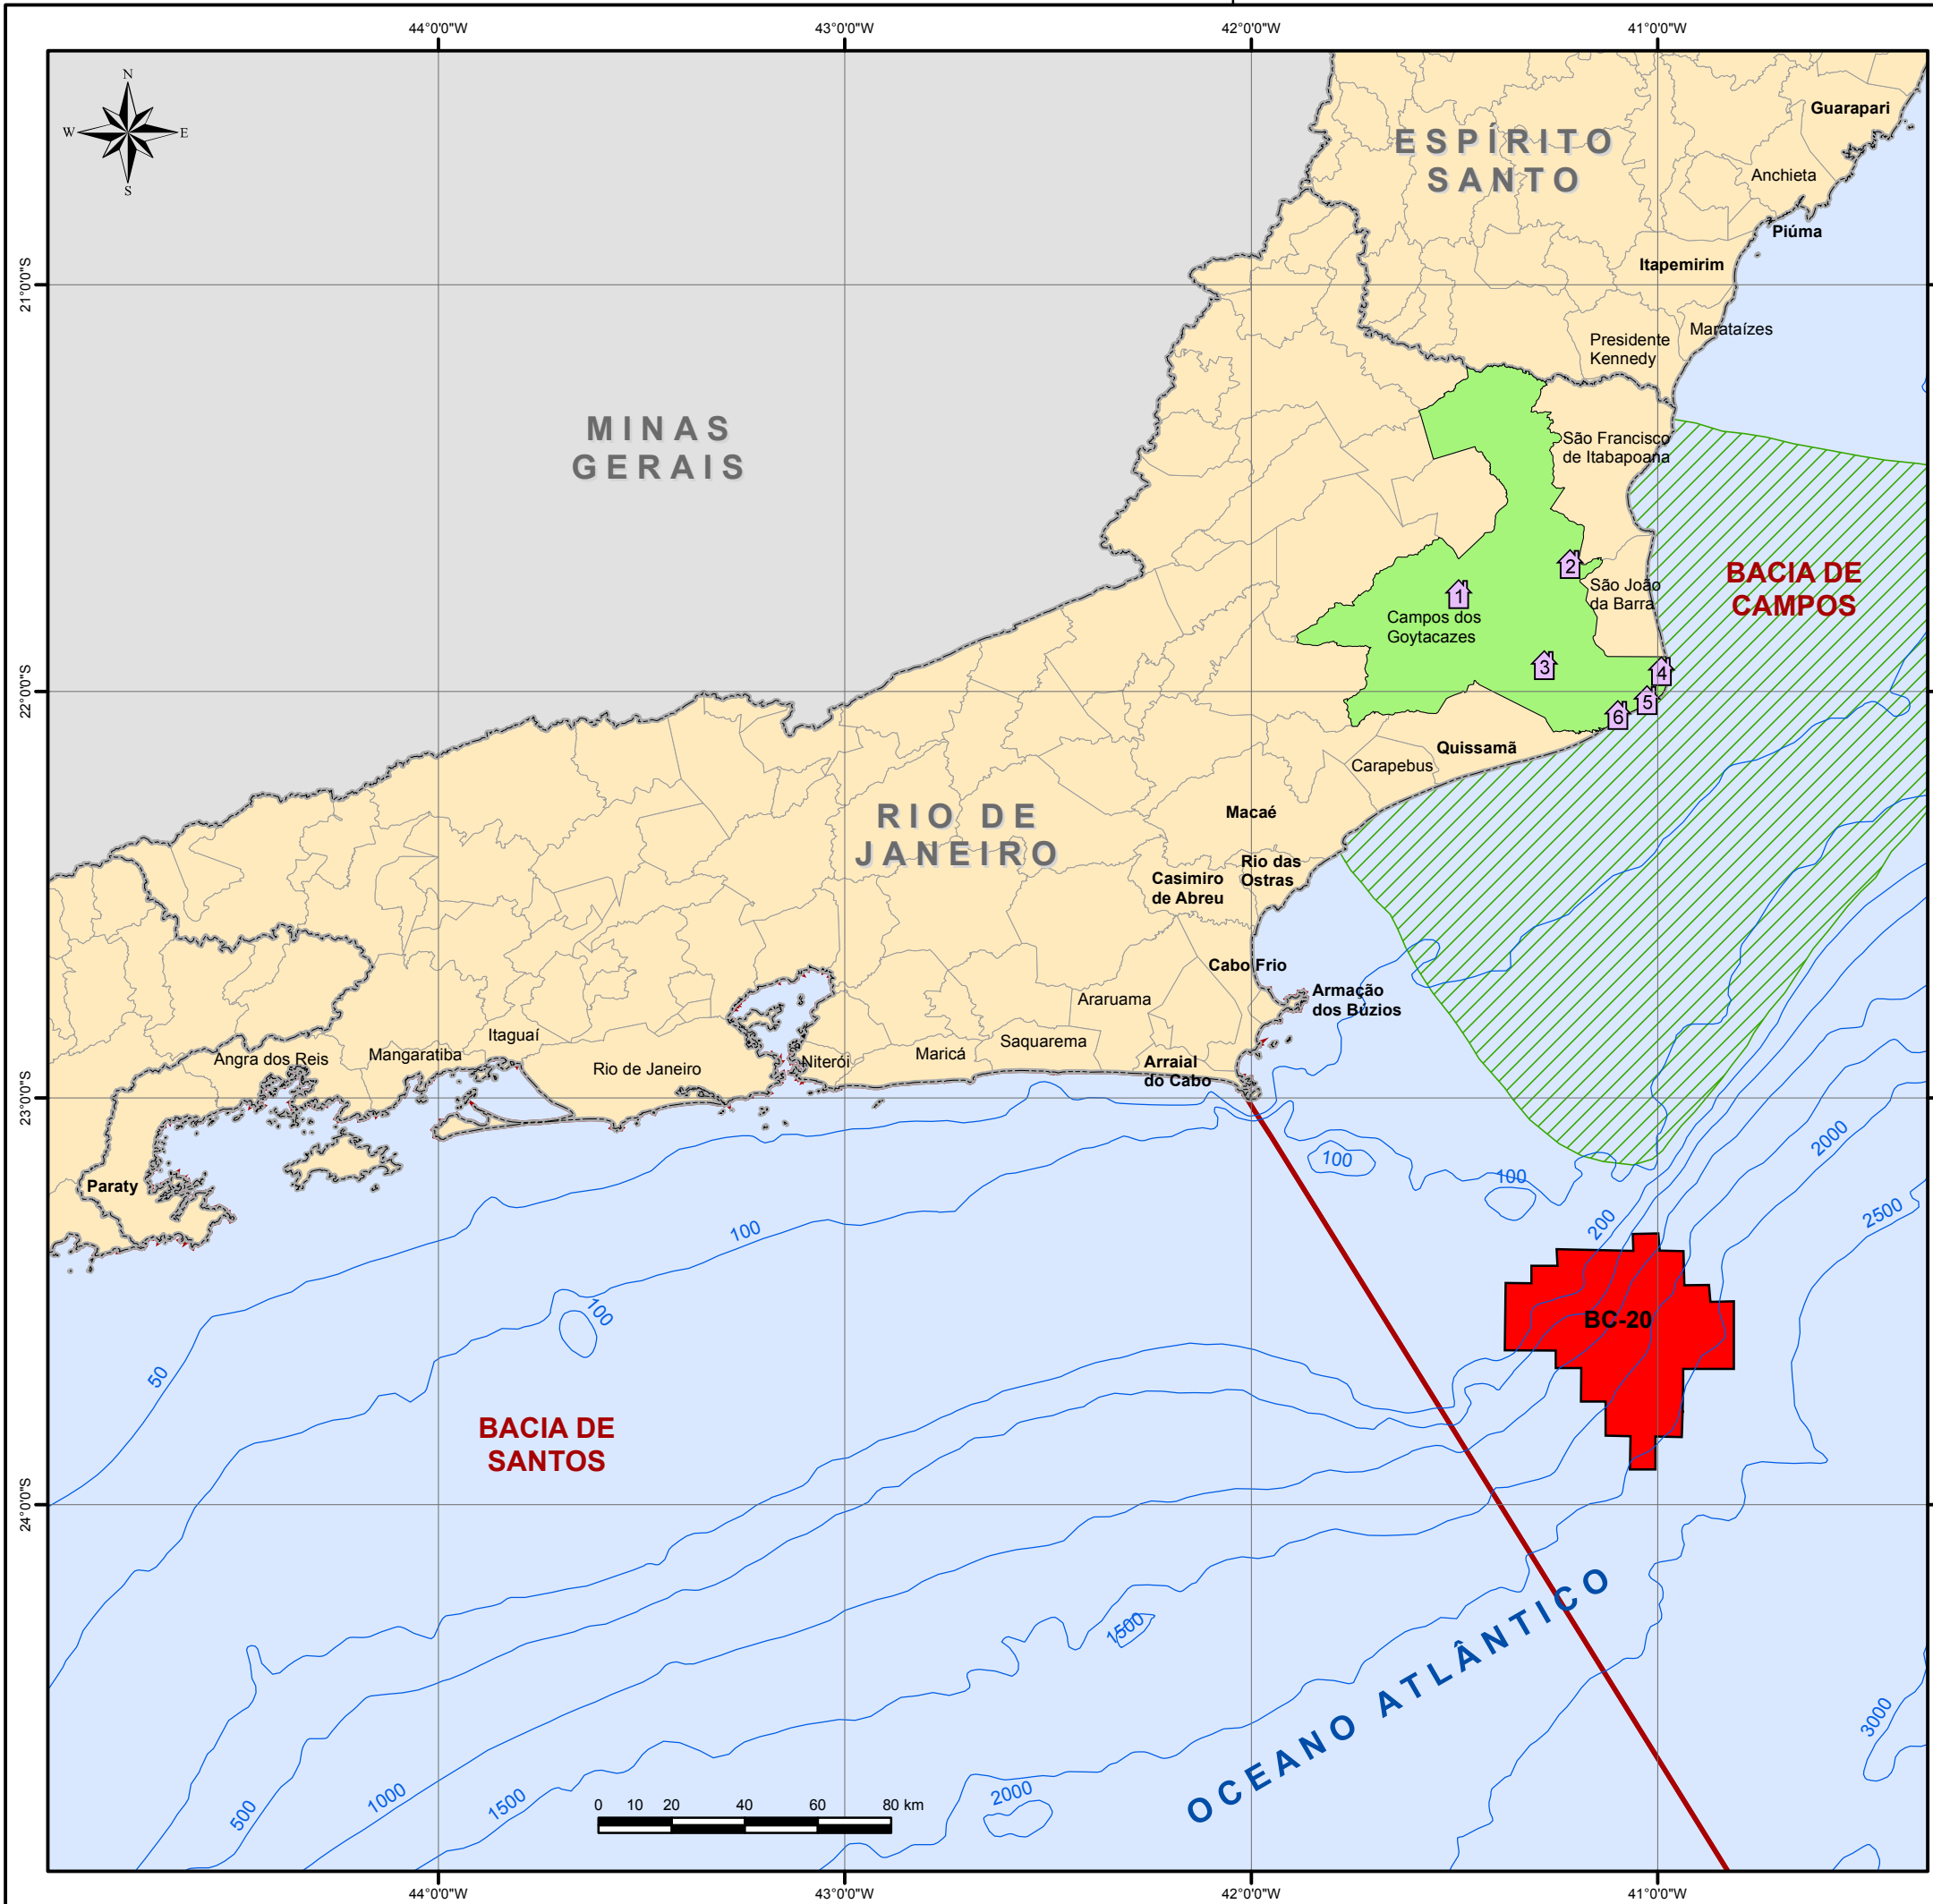 44°0'0"W
43°0'0"W
42°0'0"W
41°0'0"W
N
W
E
S
Guarapari
ESPÍRITO
SANTO
Anchieta
Piúma
Itapemirim
21°0'0"S
Marataízes
Presidente
Kennedy
MINAS
GERAIS
São Francisco
de Itabapoana
BACIA DE
CAMPOS
2
São João
da Barra
1
Campos dos
Goytacazes
3
4
22°0'0"S
5
6
Quissamã
Carapebus
Macaé
RIO DE
JANEIRO
Rio das
Ostras
Casimiro
de Abreu
Cabo Frio
Armação
dos Búzios
Araruama
Itaguaí
Saquarema
Maricá
Mangaratiba
Angra dos Reis
Niterói
Rio de Janeiro
Arraial
do Cabo
23°0'0"S
2000
100
100
Paraty
2500
200
100
100
BC-20
50
BACIA DE
SANTOS
24°0'0"S
1500
OCEANO ATLÂNTICO
3000
2000
1000
1500
500
0 10 20 40 60 80 km
44°0'0"W
43°0'0"W
42°0'0"W
41°0'0"W